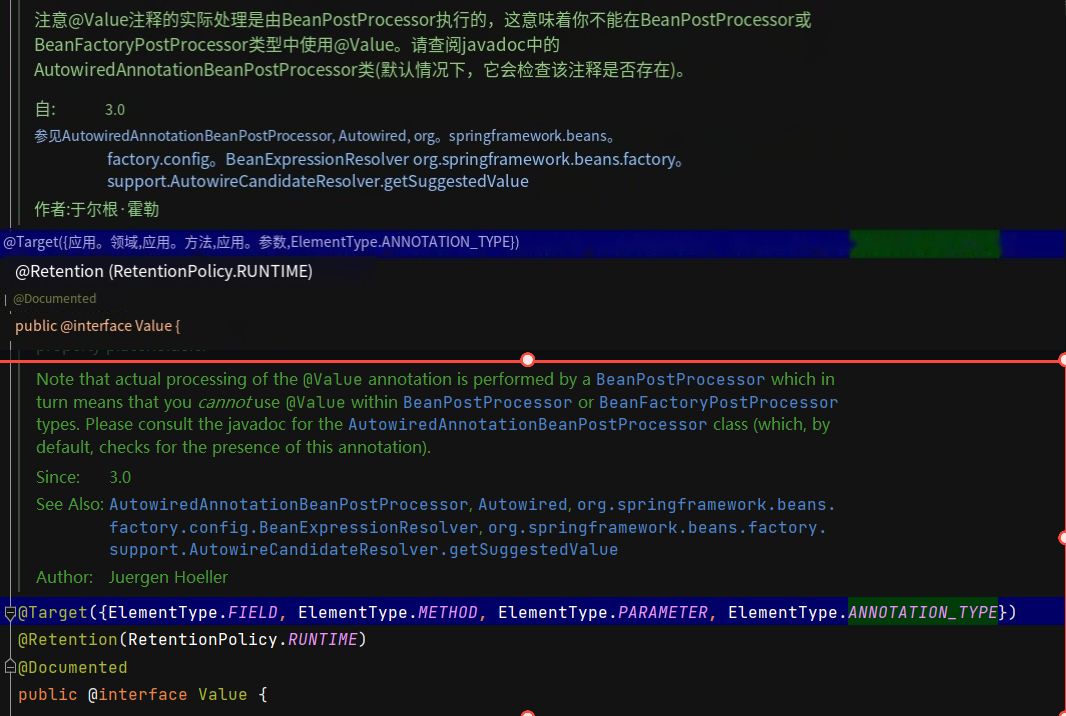 注意@Value注释的实际处理是由BeanPostProcessor执行的，这意味着你不能在BeanPostProcessor或
BeanFactoryPostProcessor类型中使用@Value。请查阅javadoc中的
AutowiredAnnotationBeanPostProcessor类(默认情况下，它会检查该注释是否存在)。
自: 3.0
参见AutowiredAnnotationBeanPostProcessor, Autowired, org。springframework.beans。
factory.config。BeanExpressionResolver org.springframework.beans.factory。
support.AutowireCandidateResolver.getSuggestedValue
作者:于尔根·霍勒
@Target({应用。领域,应用。方法,应用。参数,ElementType.ANNOTATION_TYPE})
@Retention (RetentionPolicy.RUNTIME)
@Documented
public @interface Value {
Note that actual processing of the @Value annotation is performed by a BeanPostProcessor which in
turn means that you cannot use @Value within BeanPostProcessor or BeanFactoryPostProcessor
types. Please consult the javadoc for the AutowiredAnnotationBeanPostProcessor class (which, by
default, checks for the presence of this annotation).
Since: 3.0
See Also: AutowiredAnnotationBeanPostProcessor, Autowired, org.springframework.beans.
factory.config.BeanExpressionResolver, org.springframework.beans.factory.
support.AutowireCandidateResolver.getSuggestedValue
Author: Juergen Hoeller
@Target({ElementType.FIELD, ElementType.METHOD, ElementType.PARAMETER, ElementType.ANNOTATION_TYPE})
@Retention(RetentionPolicy.RUNTIME)
@Documented
public @interface Value {